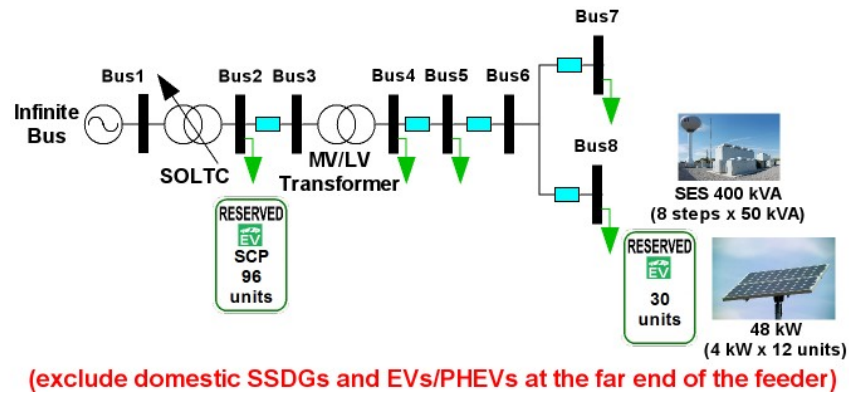 Bus7
Bus1
Bus2
Bus3
Bus4
Bus5
Bus6
Infinite
Bus
SOLTC
MV/LV
Transformer
Bus8
RESERVED
EV
SCP
96
units
SES 400 kVA
(8 steps x 50 kVA)
RESERVED
EV
30
units
48 kW
(4 kW x 12 units)
(exclude domestic SSDGs and EVs/PHEVs at the far end of the feeder)